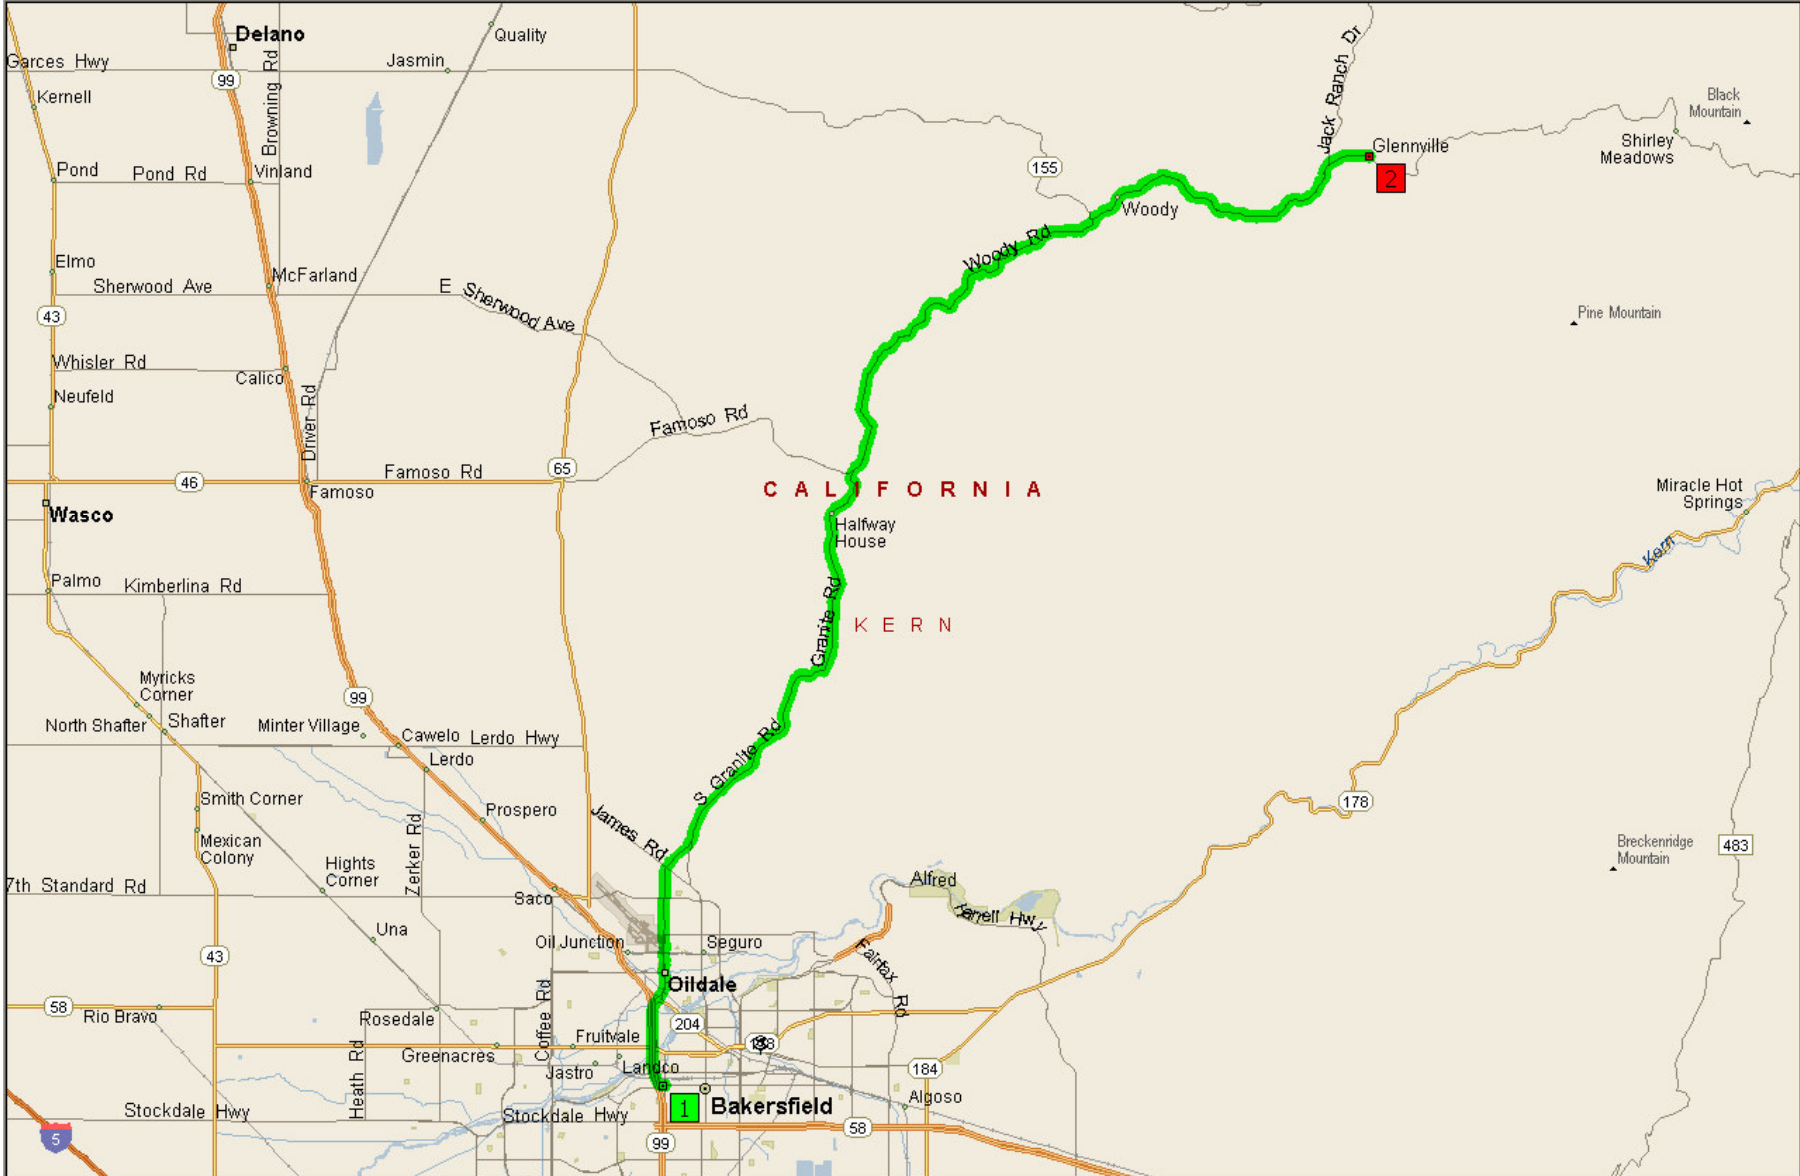 Delano
Quality
Garces Hwy
Jasmin
99
Browning Rd
Kernell
Jack Ranch Dr
Black
Mountain
Glennville
Shirley
Meadows
155
2
Pond
Pond Rd
Vinland
Woody
Woody Rd
Elmo
McFarland
Sherwood Ave
E Sherwood Ave
43
Pine Mountain
Whisler Rd
Calico
Neufeld
Driver Rd
Famoso Rd
65
Famoso Rd
46
Famoso
CALIFORNIA
Wasco
Halfway
House
Miracle Hot
Springs
Kern
Palmo
Kimberlina Rd
Granite Rd
KERN
Myricks
Corner
99
North Shafter
Shafter
Minter Village
Cawelo
Lerdo Hwy
Lerdo
S Granite Rd
Smith Corner
Prospero
James Rd
178
Mexican
Colony
Zerker Rd
Breckenridge
Mountain
483
Hights
Corner
7th Standard Rd
Saco
Alfred
Harrell Hwy
Una
Oil Junction
Seguro
43
Fairfax Rd
Oildale
58
Rio Bravo
Rosedale
Coffee Rd
204
Fruitvale
Greenacres
Heath Rd
Jastro
Landco
184
Algoso
Stockdale Hwy
Stockdale Hwy
1
Bakersfield
5
99
58